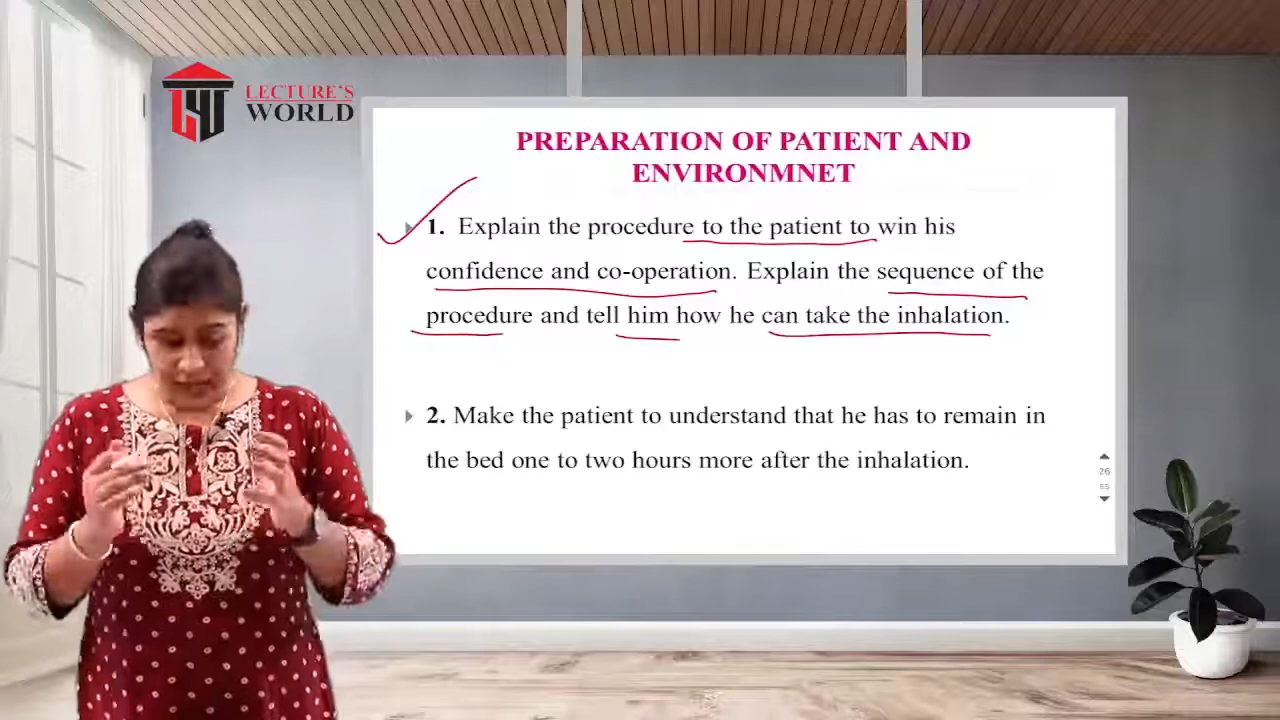 LECTURE'S
WORLD
PREPARATION OF PATIENT AND
ENVIRONMNET
1. Explain the procedure to the patient to win his
confidence and co-operation. Explain the sequence of the
procedure and tell him how he can take the inhalation.
2. Make the patient to understand that he has to remain in
the bed one to two hours more after the inhalation.
26
55